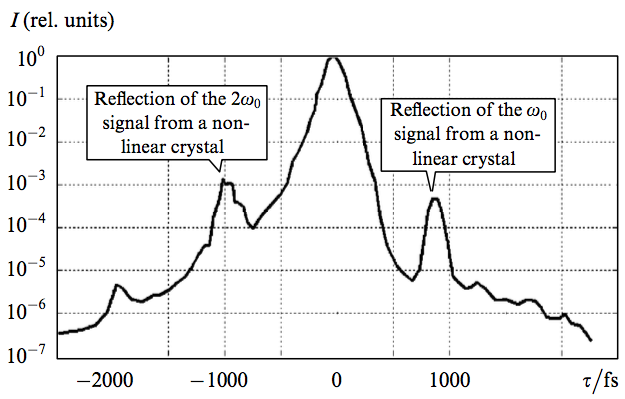 I (rel. units)
10⁰
10⁻¹
10⁻²
10⁻³
10⁻⁴
10⁻⁵
10⁻⁶
10⁻⁷
Reflection of the 2ω₀
signal from a non-
linear crystal
Reflection of the ω₀
signal from a non-
linear crystal
−2000 −1000 0 1000 τ/fs